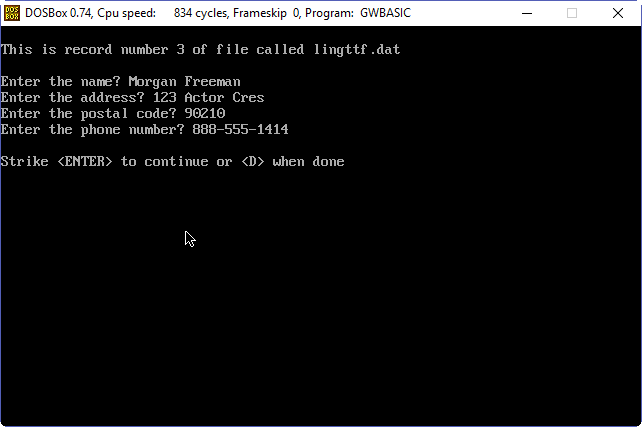 DOS BOX
DOSBox 0.74, Cpu speed: 834 cycles, Frameskip 0, Program: GWBASIC
This is record number 3 of file called lingttf.dat
Enter the name? Morgan Freeman
Enter the address? 123 Actor Cres
Enter the postal code? 90210
Enter the phone number? 888-555-1414
Strike <ENTER> to continue or <D> when done